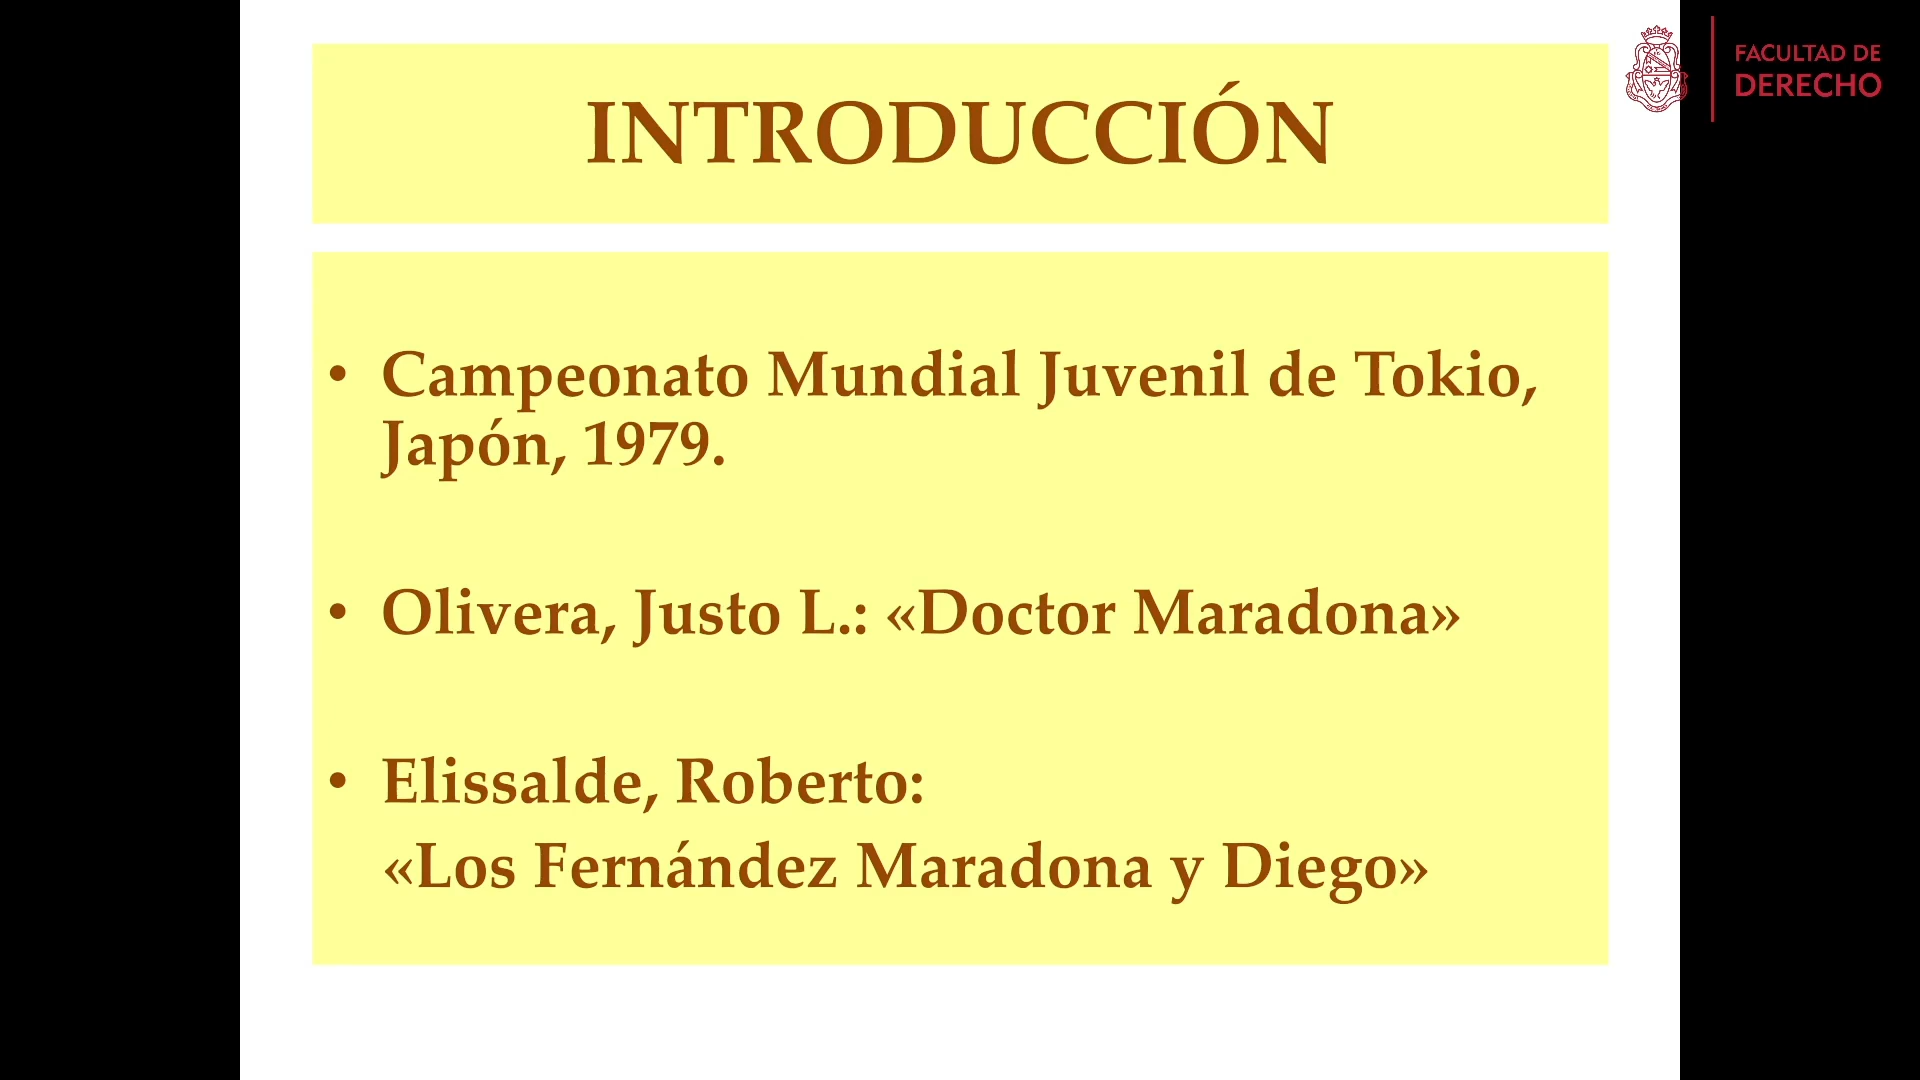 FACULTAD DE
DERECHO
INTRODUCCIÓN
• Campeonato Mundial Juvenil de Tokio,
Japón, 1979.
• Olivera, Justo L.: «Doctor Maradona»
• Elissalde, Roberto:
«Los Fernández Maradona y Diego»